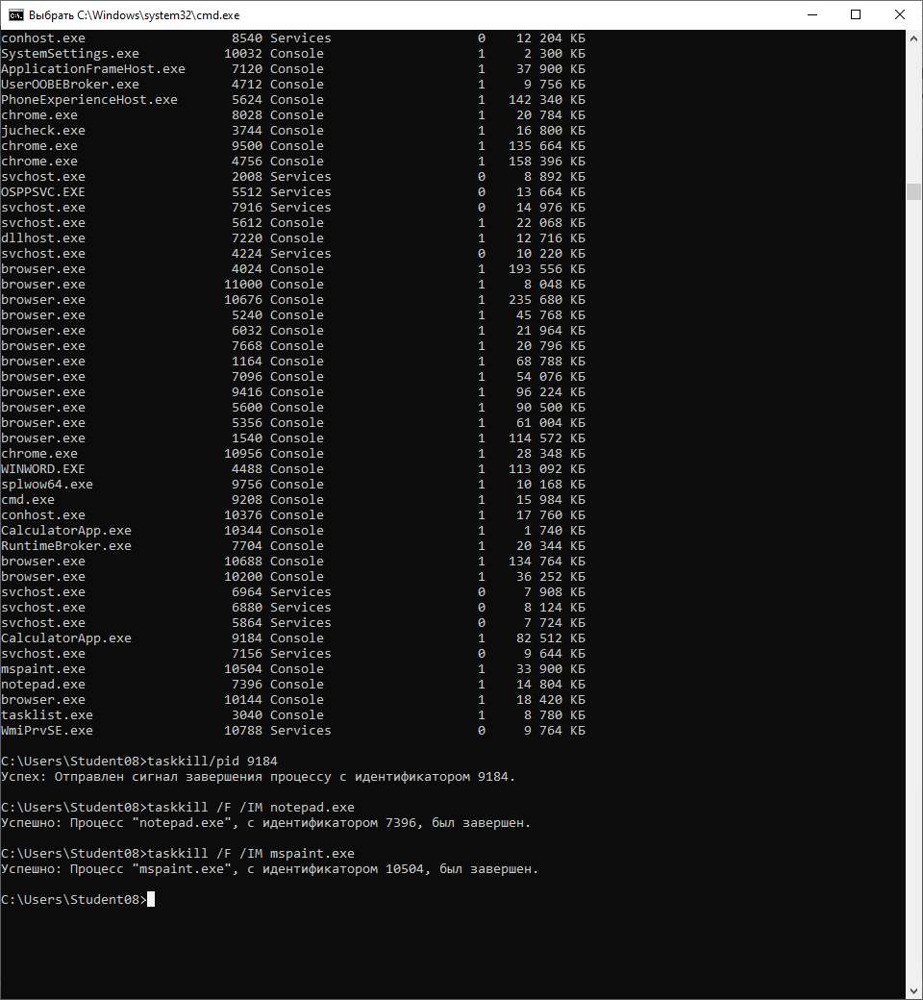 Выбрать C:\Windows\system32\cmd.exe
conhost.exe 8540 Services 0 12 204 КБ
SystemSettings.exe 10032 Console 1 2 300 КБ
ApplicationFrameHost.exe 7120 Console 1 37 900 КБ
UserOOBEBroker.exe 4712 Console 1 9 756 КБ
PhoneExperienceHost.exe 5624 Console 1 142 340 КБ
chrome.exe 8028 Console 1 20 784 КБ
jucheck.exe 3744 Console 1 16 800 КБ
chrome.exe 9500 Console 1 135 664 КБ
chrome.exe 4756 Console 1 158 396 КБ
svchost.exe 2008 Services 0 8 892 КБ
OSPPSVC.EXE 5512 Services 0 13 664 КБ
svchost.exe 7916 Services 0 14 976 КБ
svchost.exe 5612 Console 1 22 068 КБ
dllhost.exe 7220 Console 1 12 716 КБ
svchost.exe 4224 Services 0 10 220 КБ
browser.exe 4024 Console 1 193 556 КБ
browser.exe 11000 Console 1 8 048 КБ
browser.exe 10676 Console 1 235 680 КБ
browser.exe 5240 Console 1 45 768 КБ
browser.exe 6032 Console 1 21 964 КБ
browser.exe 7668 Console 1 20 796 КБ
browser.exe 1164 Console 1 68 788 КБ
browser.exe 7096 Console 1 54 076 КБ
browser.exe 9416 Console 1 96 224 КБ
browser.exe 5600 Console 1 90 500 КБ
browser.exe 5356 Console 1 61 004 КБ
browser.exe 1540 Console 1 114 572 КБ
chrome.exe 10956 Console 1 28 348 КБ
WINWORD.EXE 4488 Console 1 113 092 КБ
splwow64.exe 9756 Console 1 10 168 КБ
cmd.exe 9208 Console 1 15 984 КБ
conhost.exe 10376 Console 1 17 760 КБ
CalculatorApp.exe 10344 Console 1 1 740 КБ
RuntimeBroker.exe 7704 Console 1 20 344 КБ
browser.exe 10688 Console 1 134 764 КБ
browser.exe 10200 Console 1 36 252 КБ
svchost.exe 6964 Services 0 7 908 КБ
svchost.exe 6880 Services 0 8 124 КБ
svchost.exe 5864 Services 0 7 724 КБ
CalculatorApp.exe 9184 Console 1 82 512 КБ
svchost.exe 7156 Services 0 9 644 КБ
mspaint.exe 10504 Console 1 33 900 КБ
notepad.exe 7396 Console 1 14 804 КБ
browser.exe 10144 Console 1 18 420 КБ
tasklist.exe 3040 Console 1 8 780 КБ
WmiPrvSE.exe 10788 Services 0 9 764 КБ
C:\Users\Student08>taskkill/pid 9184
Успех: Отправлен сигнал завершения процессу с идентификатором 9184.
C:\Users\Student08>taskkill /F /IM notepad.exe
Успешно: Процесс "notepad.exe", с идентификатором 7396, был завершен.
C:\Users\Student08>taskkill /F /IM mspaint.exe
Успешно: Процесс "mspaint.exe", с идентификатором 10504, был завершен.
C:\Users\Student08>